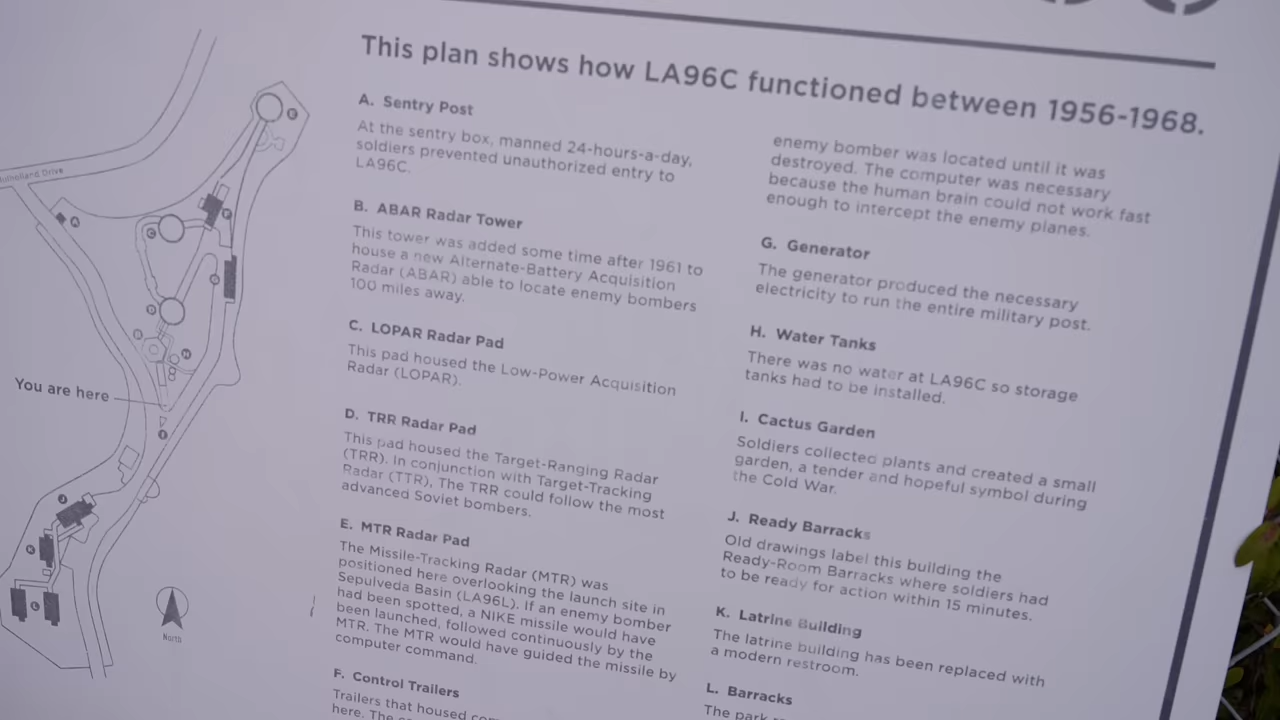 This plan shows how LA96C functioned between 1956-1968.
A. Sentry Post
At the sentry box, manned 24-hours-a-day,
soldiers prevented unauthorized entry to
LA96C.
B. ABAR Radar Tower
This tower was added some time after 1961 to
house a new Alternate-Battery Acquisition
Radar (ABAR) able to locate enemy bombers
100 miles away.
C. LOPAR Radar Pad
This pad housed the Low-Power Acquisition
Radar (LOPAR).
D. TRR Radar Pad
This pad housed the Target-Ranging Radar
(TRR). In conjunction with Target-Tracking
Radar (TTR), The TRR could follow the most
advanced Soviet bombers.
E. MTR Radar Pad
The Missile-Tracking Radar (MTR) was
positioned here overlooking the launch site in
Sepulveda Basin (LA96L). If an enemy bomber
had been spotted, a NIKE missile would have
been launched, followed continuously by the
MTR. The MTR would have guided the missile by
computer command.
F. Control Trailers
Trailers that housed
here. The
enemy bomber was located until it was
destroyed. The computer was necessary
because the human brain could not work fast
enough to intercept the enemy planes.
G. Generator
The generator produced the necessary
electricity to run the entire military post.
H. Water Tanks
There was no water at LA96C so storage
tanks had to be installed.
I. Cactus Garden
Soldiers collected plants and created a small
garden, a tender and hopeful symbol during
the Cold War.
J. Ready Barracks
Old drawings label this building the
Ready-Room Barracks where soldiers had
to be ready for action within 15 minutes.
K. Latrine Building
The latrine building has been replaced with
a modern restroom.
L. Barracks
The park
Mulholland Drive
You are here
North